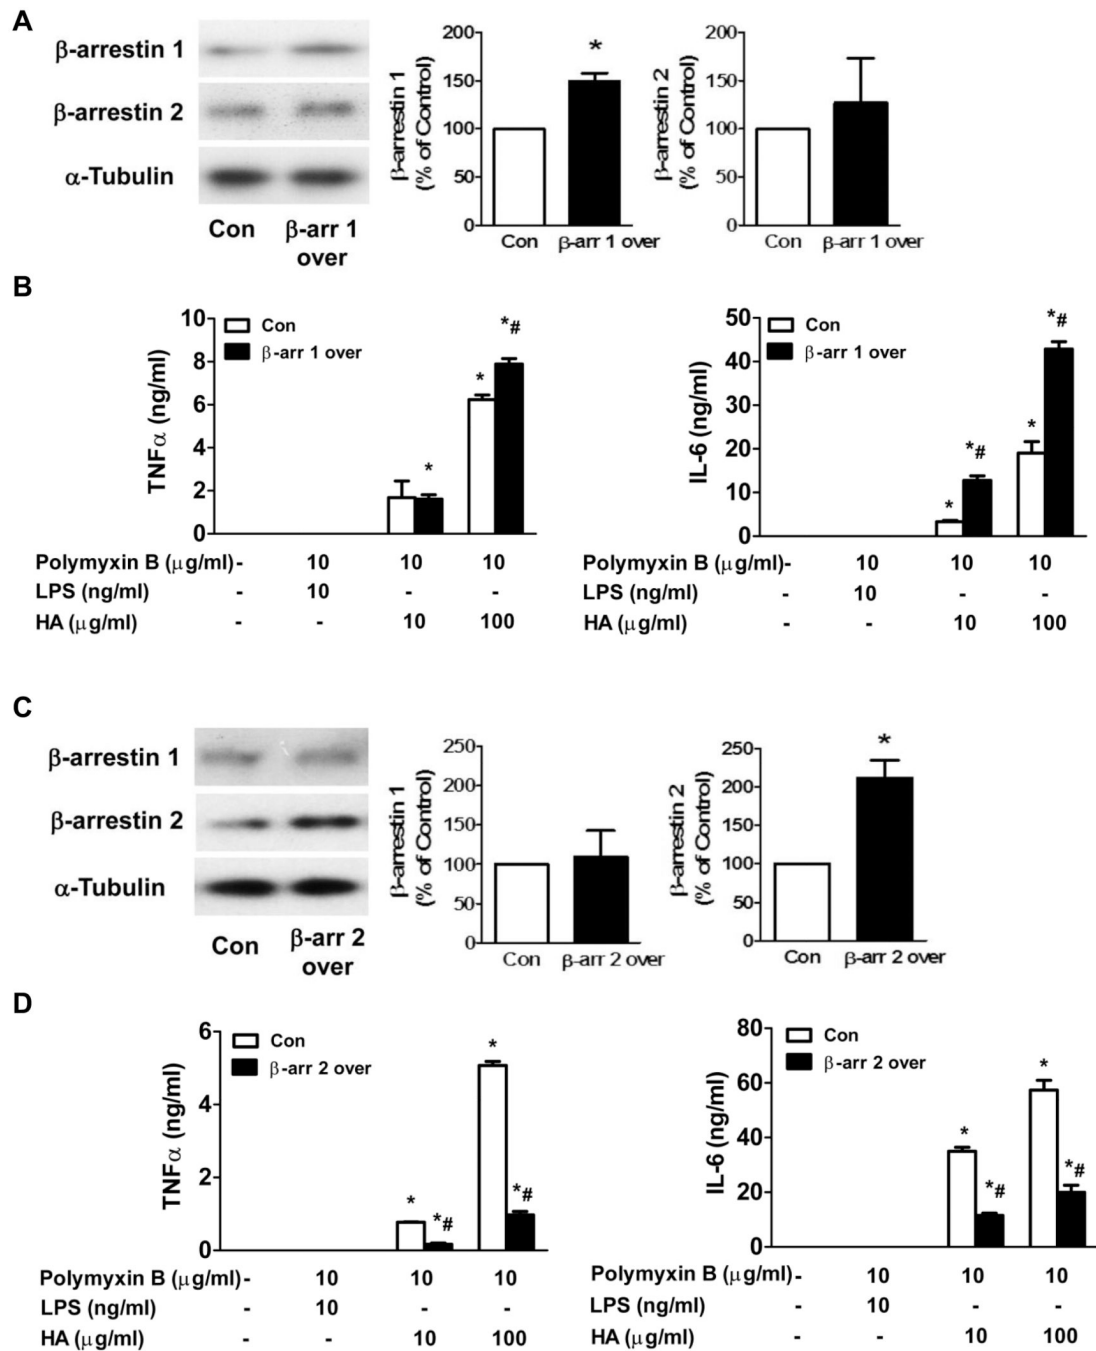 A
β-arrestin 1
β-arrestin 2
α-Tubulin
Con β-arr 1 over
β-arrestin 1 (% of Control)
200
150
100
50
0
Con β-arr 1 over
*
β-arrestin 2 (% of Control)
200
150
100
50
0
Con β-arr 1 over
B
TNFα (ng/ml)
10
8
6
4
2
0
Con
β-arr 1 over
*
*
*#
Polymyxin B (μg/ml)- 10 10 10
LPS (ng/ml) - 10 - -
HA (μg/ml) - - 10 100
IL-6 (ng/ml)
50
40
30
20
10
0
Con
β-arr 1 over
*
*#
*
*#
Polymyxin B (μg/ml)- 10 10 10
LPS (ng/ml) - 10 - -
HA (μg/ml) - - 10 100
C
β-arrestin 1
β-arrestin 2
α-Tubulin
Con β-arr 2 over
β-arrestin 1 (% of Control)
250
200
150
100
50
0
Con β-arr 2 over
β-arrestin 2 (% of Control)
250
200
150
100
50
0
Con β-arr 2 over
*
D
TNFα (ng/ml)
6
4
2
0
Con
β-arr 2 over
*
*#
*
*#
Polymyxin B (μg/ml)- 10 10 10
LPS (ng/ml) - 10 - -
HA (μg/ml) - - 10 100
IL-6 (ng/ml)
80
60
40
20
0
Con
β-arr 2 over
*
*#
*
*#
Polymyxin B (μg/ml)- 10 10 10
LPS (ng/ml) - 10 - -
HA (μg/ml) - - 10 100